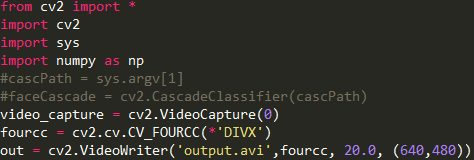 from cv2 import *
import cv2
import sys
import numpy as np
#cascPath = sys.argv[1]
#faceCascade = cv2.CascadeClassifier(cascPath)
video_capture = cv2.VideoCapture(0)
fourcc = cv2.cv.CV_FOURCC(*'DIVX')
out = cv2.VideoWriter('output.avi',fourcc, 20.0, (640,480))